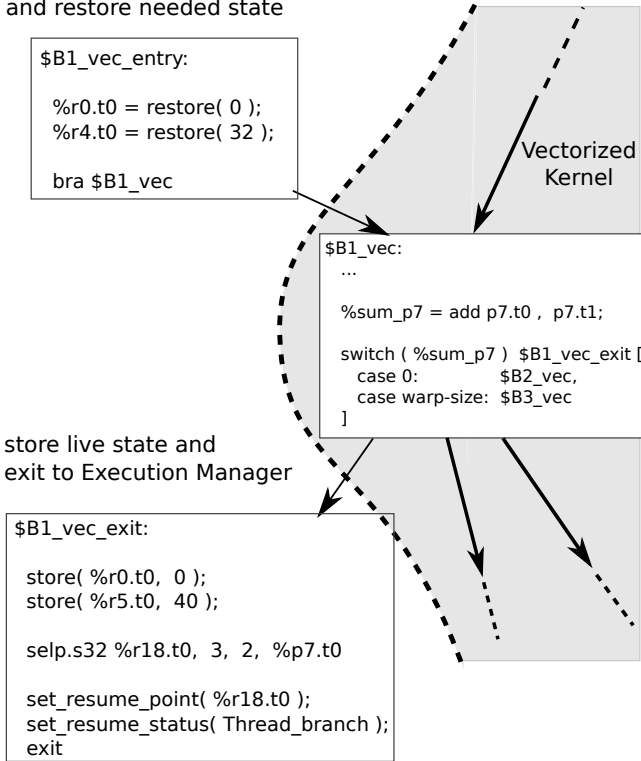 and restore needed state
$B1_vec_entry:
%r0.t0 = restore( 0 );
%r4.t0 = restore( 32 );
bra $B1_vec
Vectorized
Kernel
$B1_vec:
...
%sum_p7 = add p7.t0 , p7.t1;
switch ( %sum_p7 ) $B1_vec_exit [
case 0: $B2_vec,
case warp-size: $B3_vec
]
store live state and
exit to Execution Manager
$B1_vec_exit:
store( %r0.t0, 0 );
store( %r5.t0, 40 );
selp.s32 %r18.t0, 3, 2, %p7.t0
set_resume_point( %r18.t0 );
set_resume_status( Thread_branch );
exit